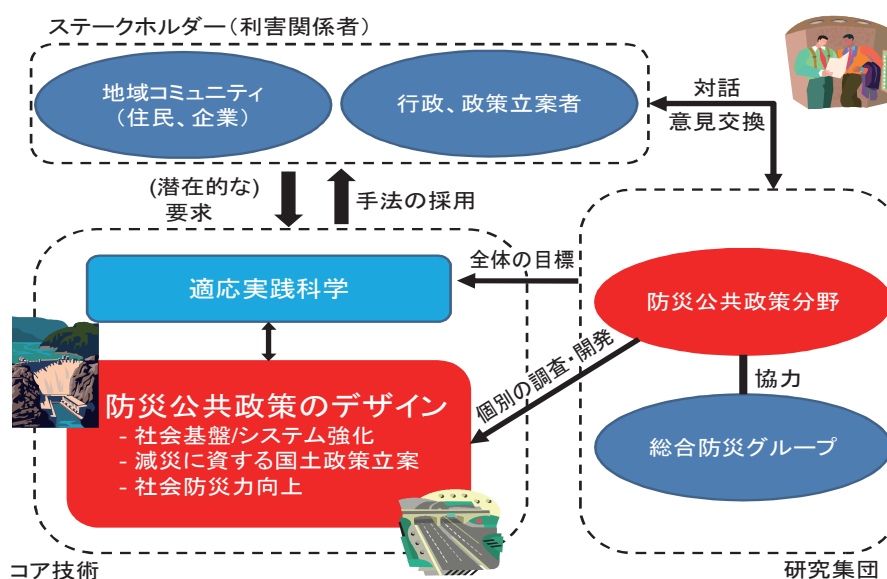 ステークホルダー(利害関係者)
地域コミュニティ
(住民、企業)
行政、政策立案者
対話
意見交換
(潜在的な)
要求
手法の採用
適応実践科学
全体の目標
防災公共政策分野
個別の調査・開発
協力
防災公共政策のデザイン
- 社会基盤/システム強化
- 減災に資する国土政策立案
- 社会防災力向上
総合防災グループ
コア技術
研究集団